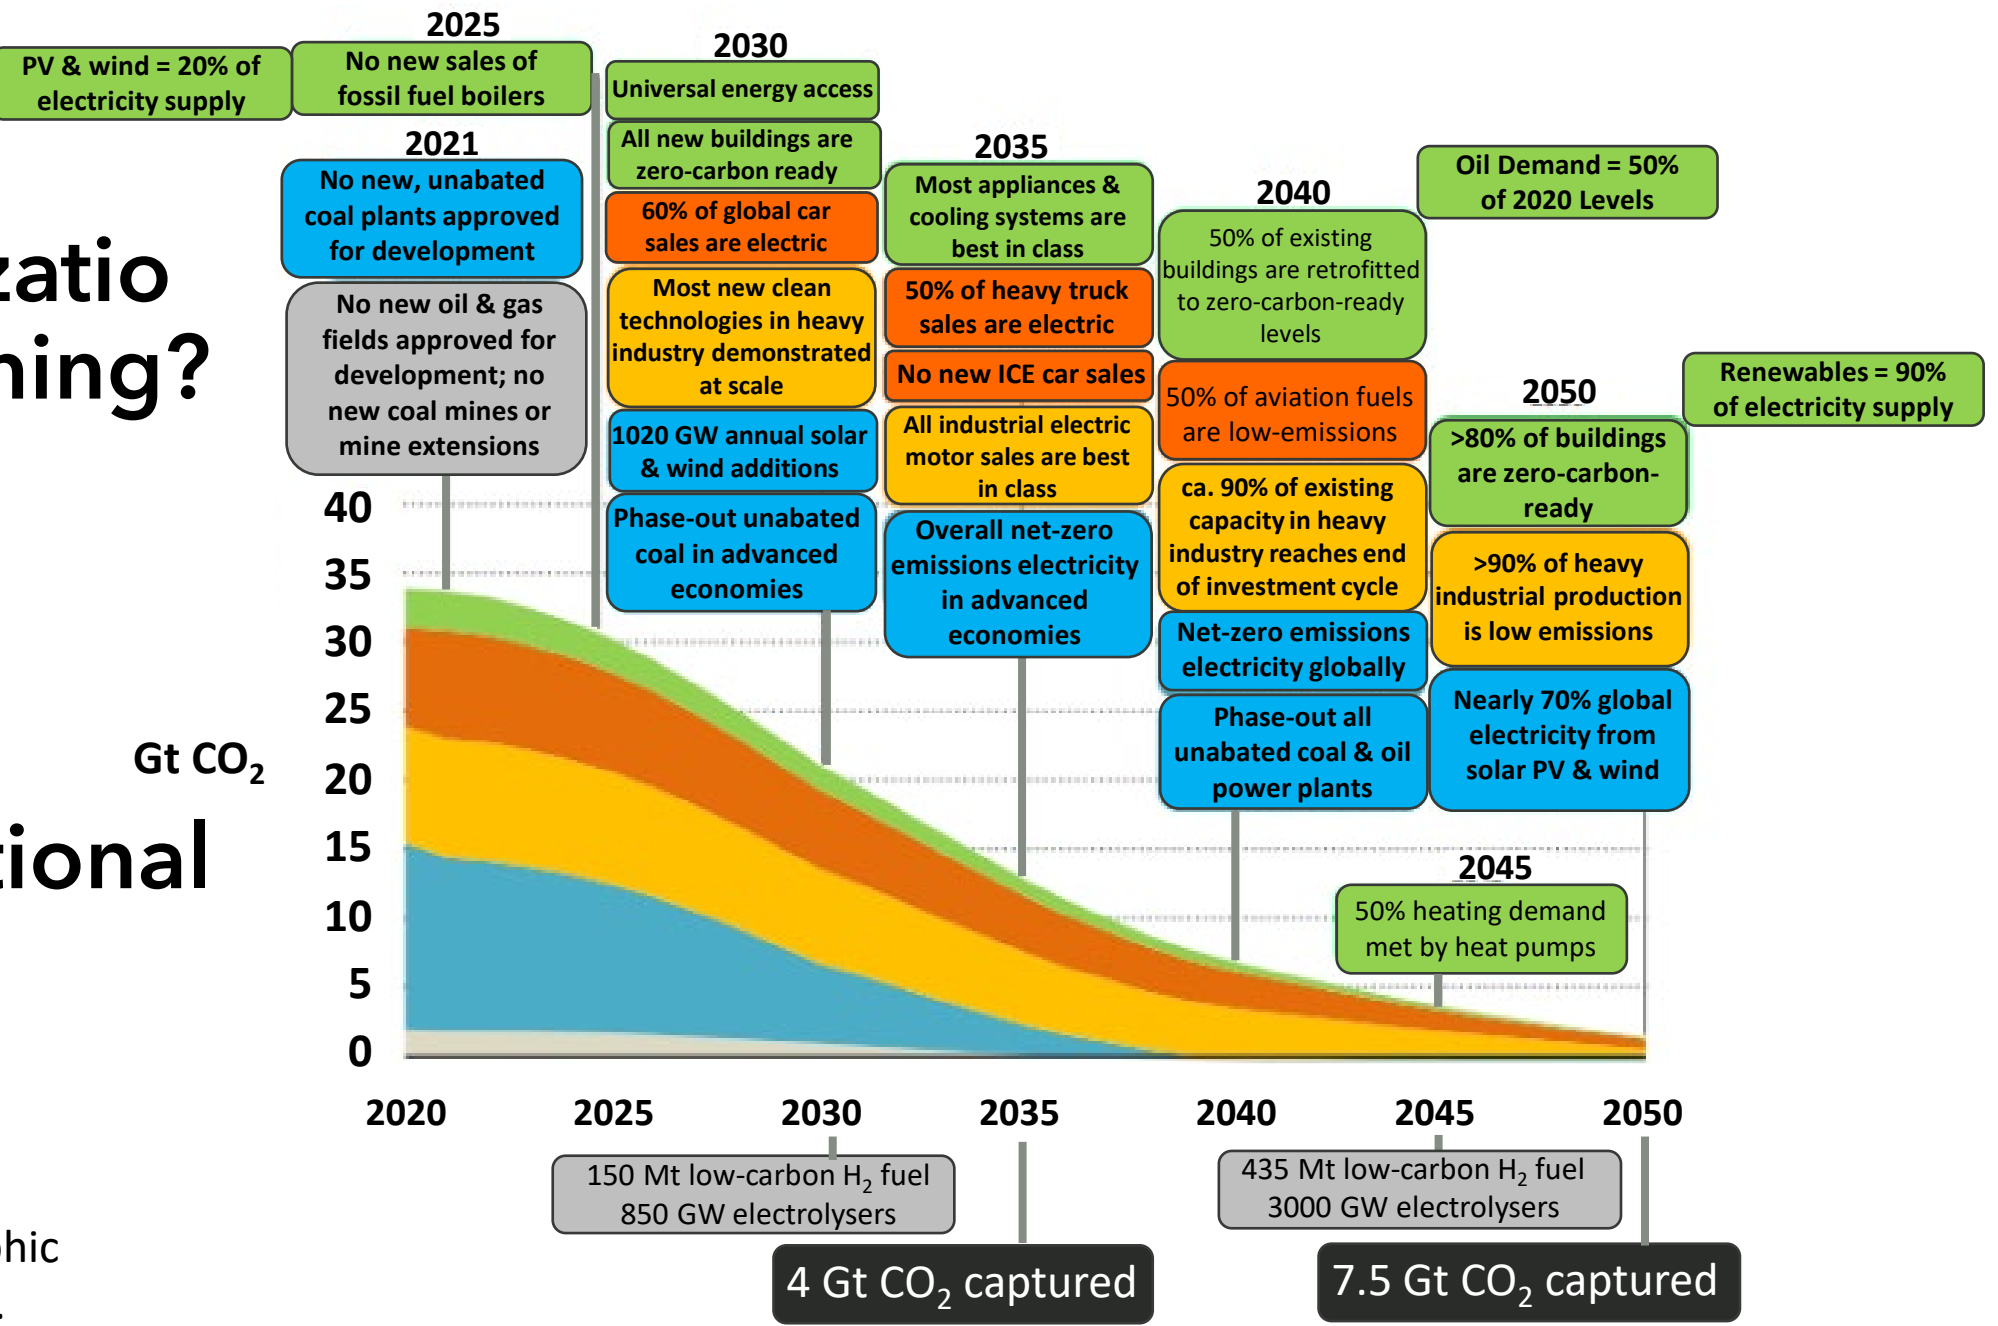 2025
PV & wind = 20% of
electricity supply
No new sales of
fossil fuel boilers
2021
No new, unabated
coal plants approved
for development
No new oil & gas
fields approved for
development; no
new coal mines or
mine extensions
2030
Universal energy access
All new buildings are
zero-carbon ready
60% of global car
sales are electric
Most new clean
technologies in heavy
industry demonstrated
at scale
1020 GW annual solar
& wind additions
Phase-out unabated
coal in advanced
economies
2035
Most appliances &
cooling systems are
best in class
50% of heavy truck
sales are electric
No new ICE car sales
All industrial electric
motor sales are best
in class
Overall net-zero
emissions electricity
in advanced
economies
2040
50% of existing
buildings are retrofitted
to zero-carbon-ready
levels
50% of aviation fuels
are low-emissions
ca. 90% of existing
capacity in heavy
industry reaches end
of investment cycle
Net-zero emissions
electricity globally
Phase-out all
unabated coal & oil
power plants
Oil Demand = 50%
of 2020 Levels
2050
Renewables = 90%
of electricity supply
>80% of buildings
are zero-carbon-
ready
>90% of heavy
industrial production
is low emissions
Nearly 70% global
electricity from
solar PV & wind
2045
50% heating demand
met by heat pumps
zatio
ning?
Gt CO₂
tional
40
35
30
25
20
15
10
5
0
2020 2025 2030 2035 2040 2045 2050
150 Mt low-carbon H₂ fuel
850 GW electrolysers
435 Mt low-carbon H₂ fuel
3000 GW electrolysers
4 Gt CO₂ captured
7.5 Gt CO₂ captured
hic